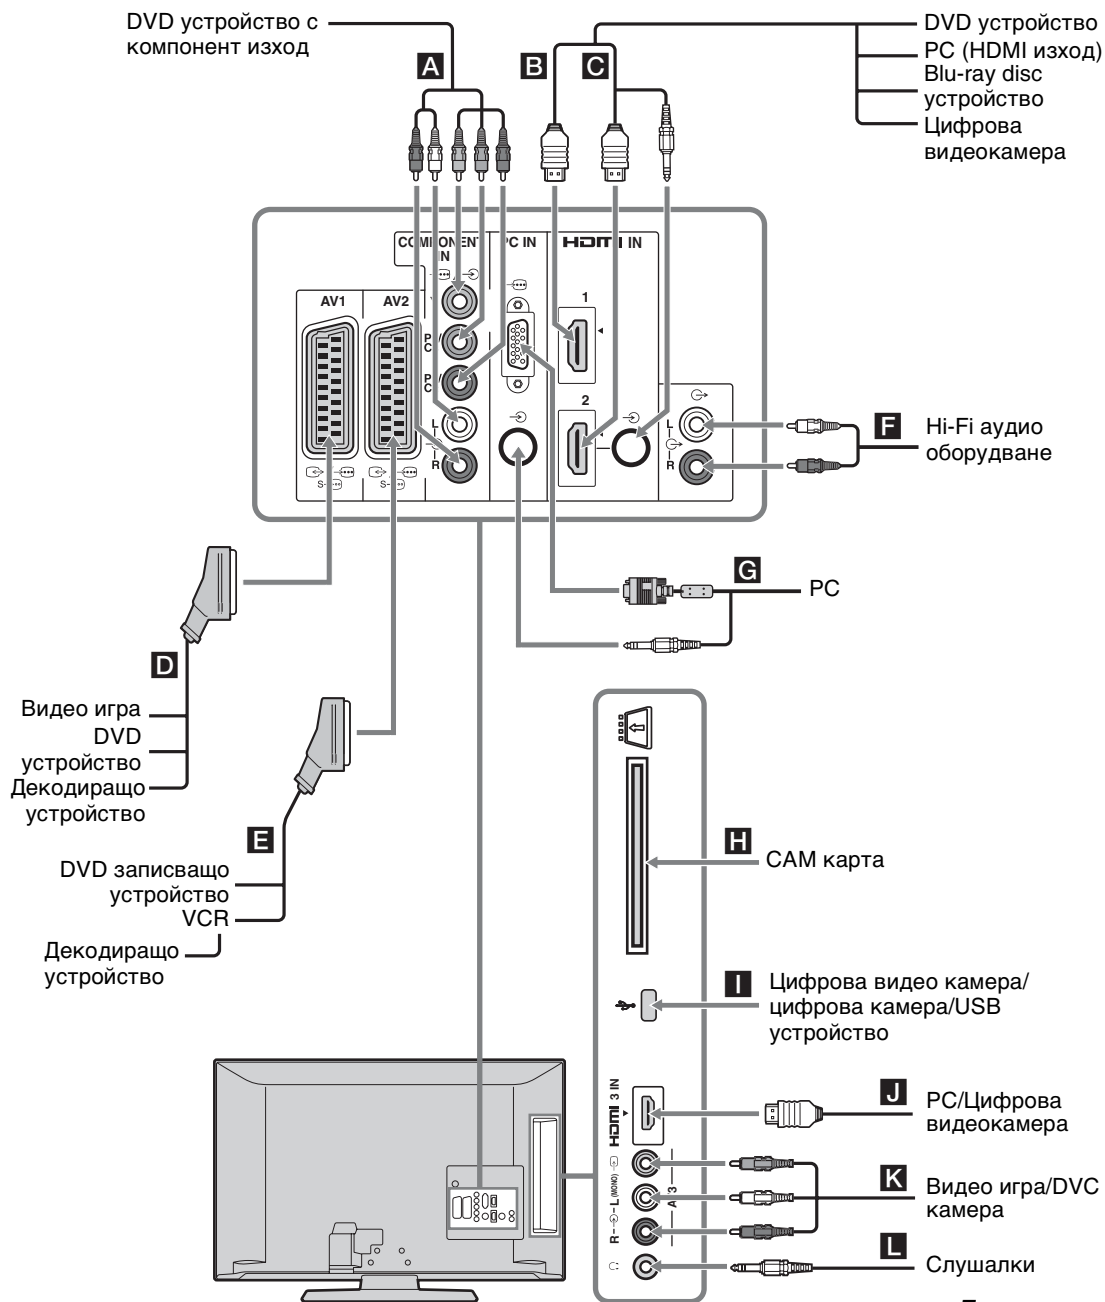 DVD устройство с
компонент изход
A
B
C
DVD устройство
PC (HDMI изход)
Blu-ray disc
устройство
Цифрова
видеокамера
COMPONENT
IN
PC IN
HDMI IN
AV1
AV2
1
2
L
R
L
R
S
S
F
Hi-Fi аудио
оборудване
G
PC
D
Видео игра
DVD
устройство
Декодиращо
устройство
E
DVD записващо
устройство
VCR
Декодиращо
устройство
H
CAM карта
I
Цифрова видео камера/
цифрова камера/USB
устройство
HDMI 3 IN
J
PC/Цифрова
видеокамера
R
L (MONO)
K
Видео игра/DVC
камера
L
Слушалки